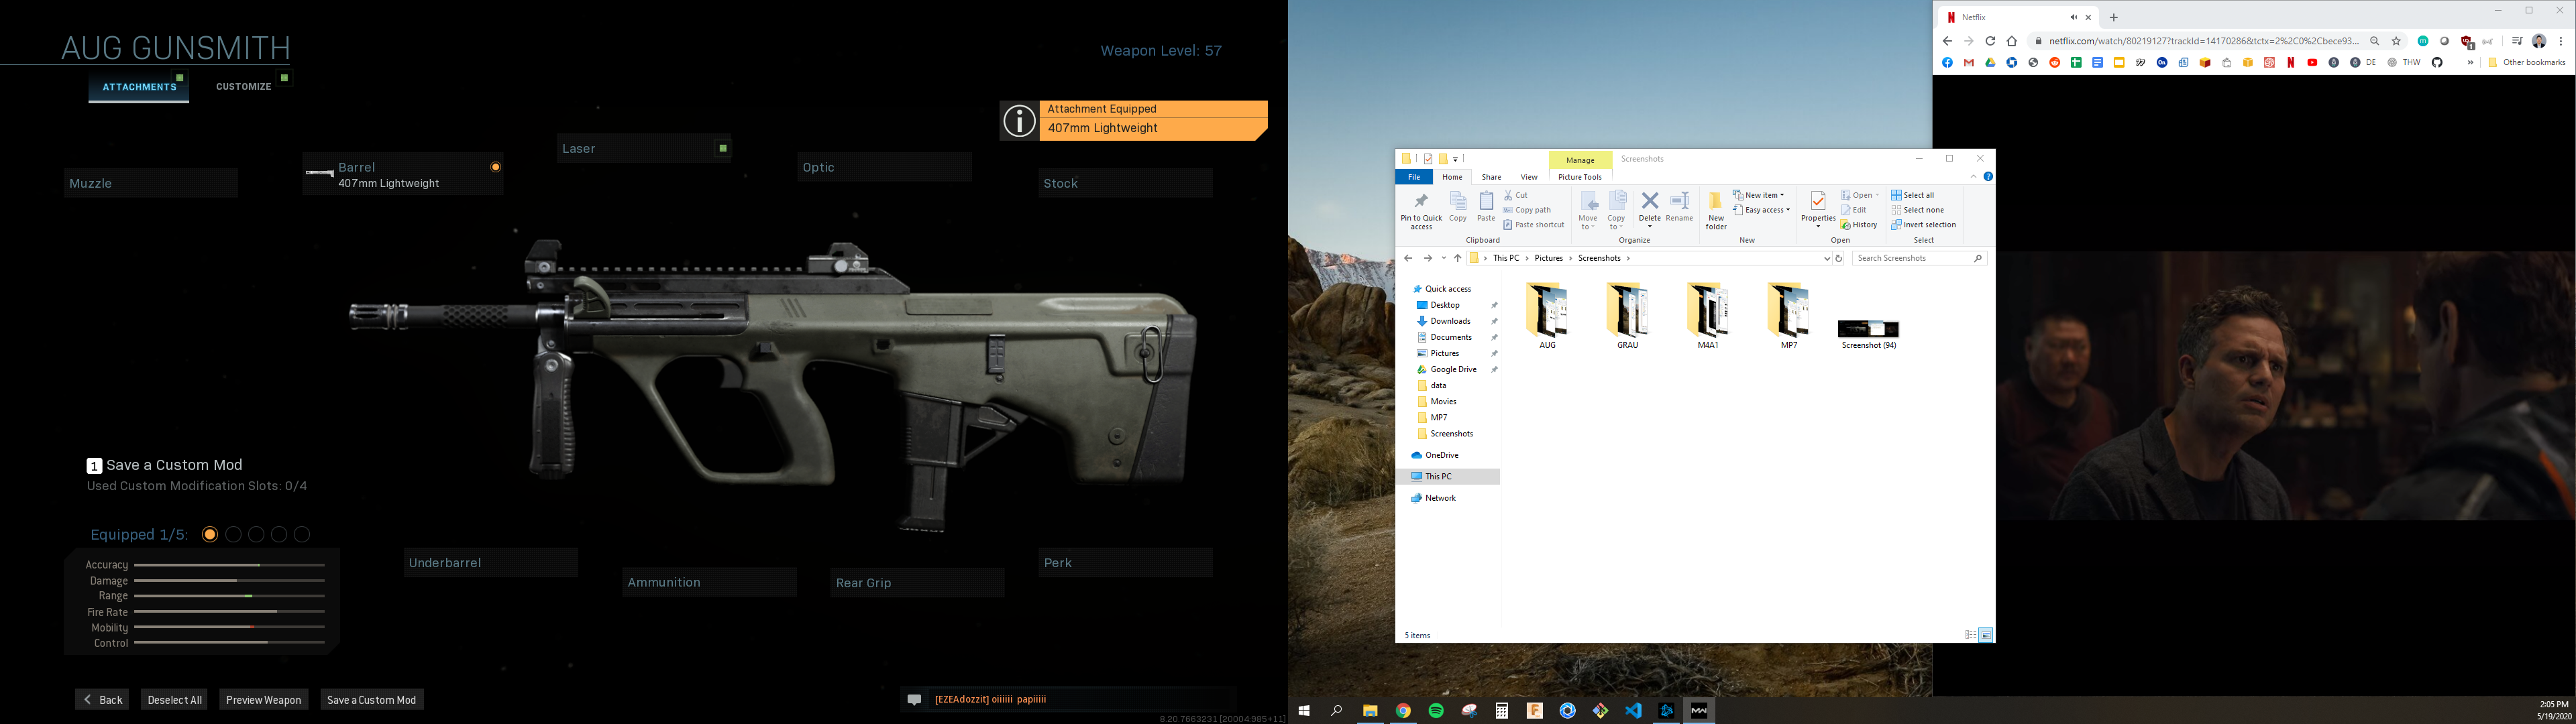 AUG GUNSMITH
Weapon Level: 57
ATTACHMENTS
CUSTOMIZE
Attachment Equipped
407mm Lightweight
Muzzle
Barrel
407mm Lightweight
Laser
Optic
Stock
1 Save a Custom Mod
Used Custom Modification Slots: 0/4
Equipped 1/5:
Accuracy
Damage
Range
Fire Rate
Mobility
Control
Underbarrel
Ammunition
Rear Grip
Perk
Back
Deselect All
Preview Weapon
Save a Custom Mod
[EZEAdozzit] oiiiiii papiiiii
8.20.7663231 [20004:985+11]
Manage
Screenshots
File
Home
Share
View
Picture Tools
Pin to Quick access
Copy
Paste
Cut
Copy path
Paste shortcut
Clipboard
Move to
Copy to
Delete
Rename
Organize
New folder
New item
Easy access
New
Properties
Open
Edit
History
Open
Select all
Select none
Invert selection
Select
This PC
Pictures
Screenshots
Search Screenshots
Quick access
Desktop
Downloads
Documents
Pictures
Google Drive
data
Movies
MP7
Screenshots
OneDrive
This PC
Network
AUG
GRAU
M4A1
MP7
Screenshot (94)
5 items
Netflix
netflix.com/watch/80219127?trackId=14170286&tctx=2%2C0%2Cbece93...
DE
THW
Other bookmarks
2:05 PM
5/19/2020